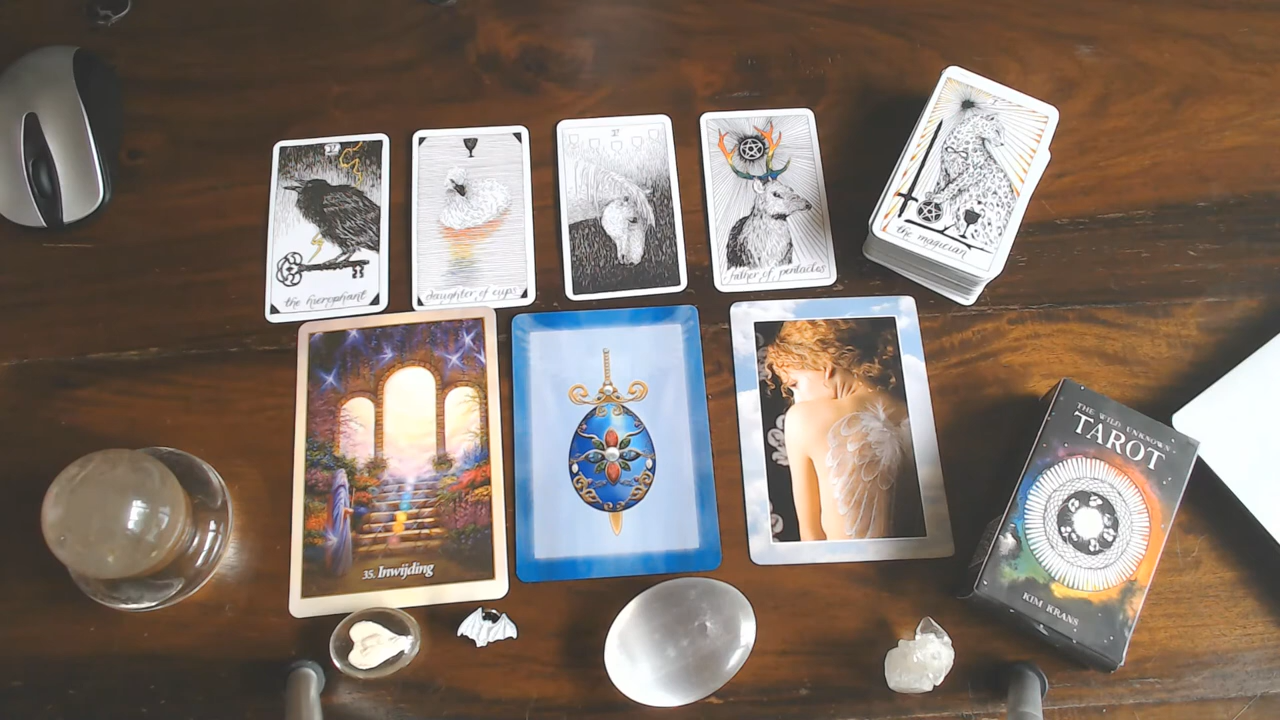 the hierophant
daughter of cups
father of pentacles
the magician
35. Inwijding
THE WILD UNKNOWN
TAROT
KIM KRANS